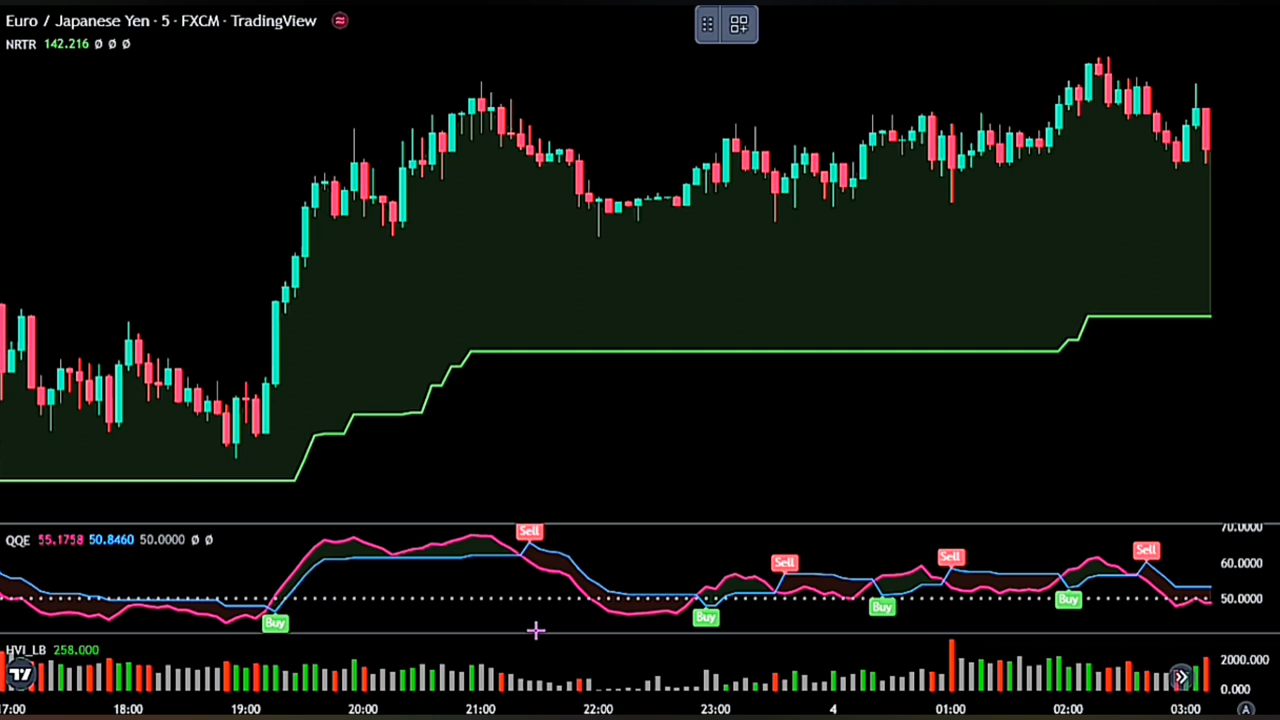 Euro / Japanese Yen · 5 · FXCM · TradingView
NRTR 142.216 Ø Ø Ø
QQE 55.1758 50.8460 50.0000 Ø Ø
Sell
Sell
Sell
Sell
Buy
Buy
Buy
Buy
70.0000
60.0000
50.0000
HVI_LB 258.000
2000.000
0.000
17:00 18:00 19:00 20:00 21:00 22:00 23:00 4 01:00 02:00 03:00 A